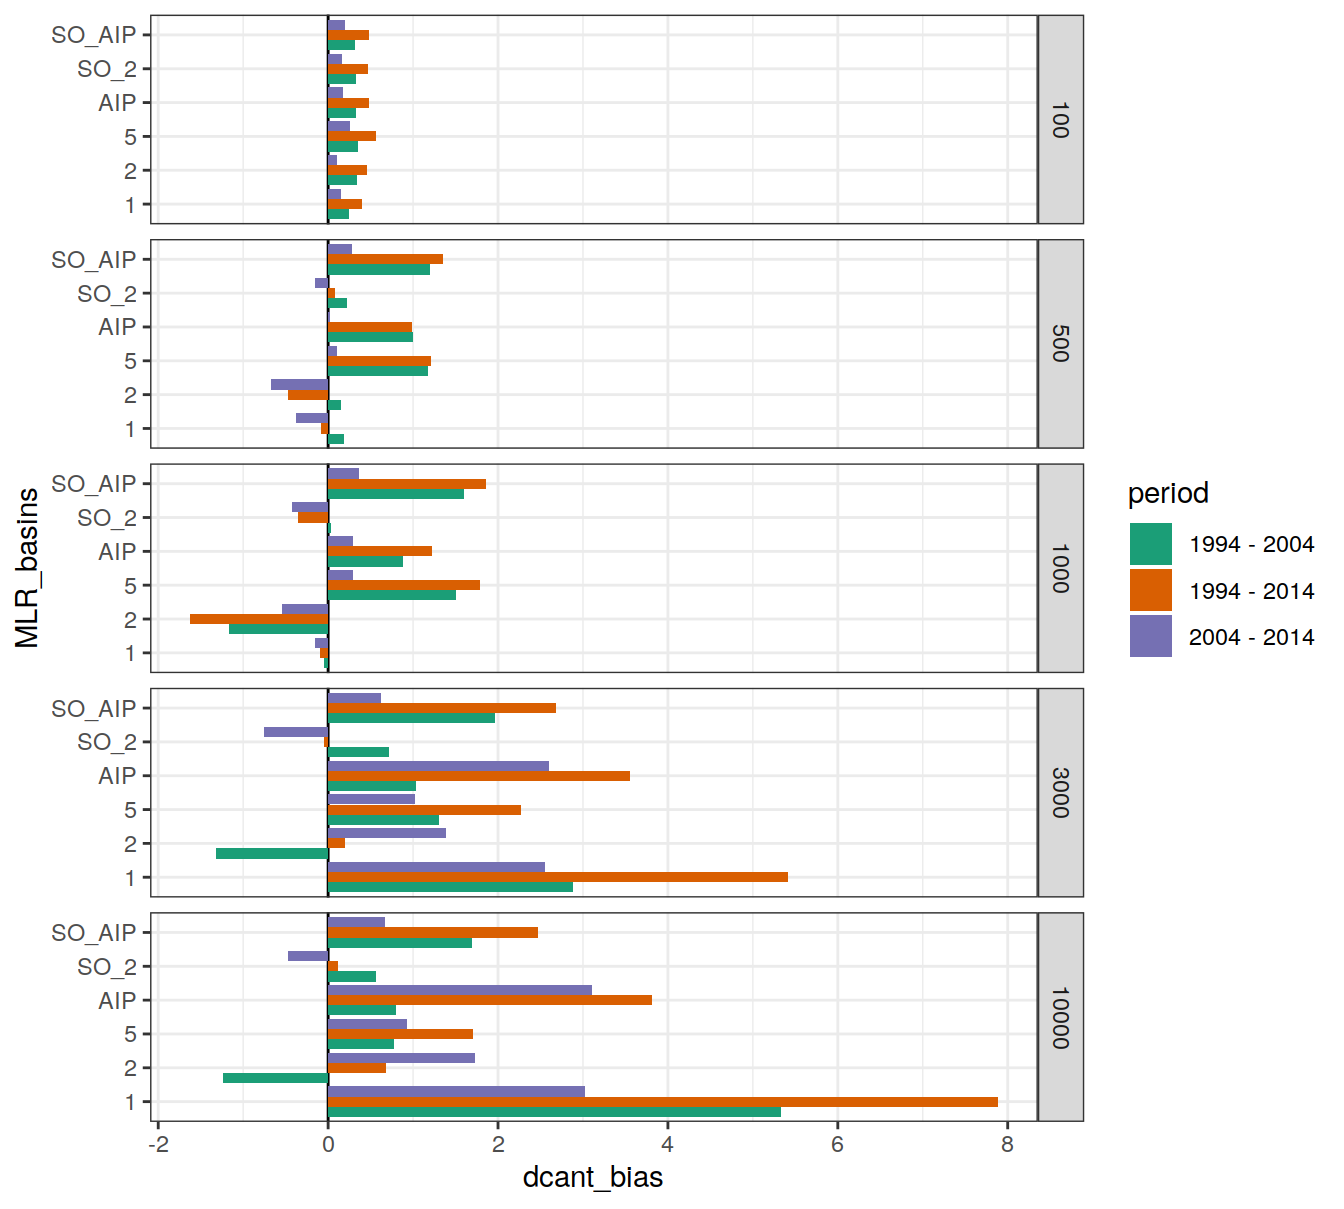 SO_AIP
SO_2
AIP
5
2
1
100
SO_AIP
SO_2
AIP
5
2
1
500
SO_AIP
SO_2
AIP
5
2
1
1000
SO_AIP
SO_2
AIP
5
2
1
3000
SO_AIP
SO_2
AIP
5
2
1
10000
-2 0 2 4 6 8
dcant_bias
MLR_basins
period
1994 - 2004
1994 - 2014
2004 - 2014